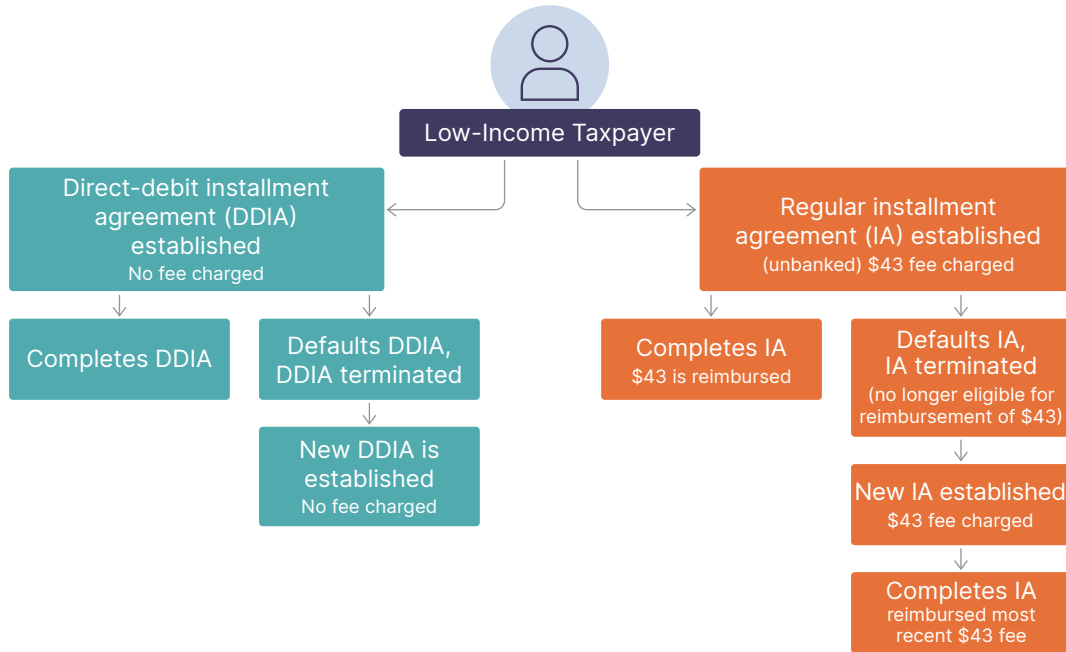 Low-Income Taxpayer
Direct-debit installment
agreement (DDIA)
established
No fee charged
Completes DDIA
Defaults DDIA,
DDIA terminated
New DDIA is
established
No fee charged
Regular installment
agreement (IA) established
(unbanked) $43 fee charged
Completes IA
$43 is reimbursed
Defaults IA,
IA terminated
(no longer eligible for
reimbursement of $43)
New IA established
$43 fee charged
Completes IA
reimbursed most
recent $43 fee